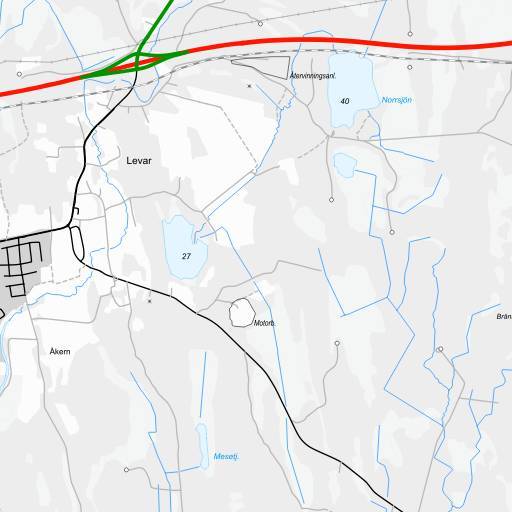 Återvinningsanl.
40
Norrsjön
Levar
27
Motorb.
Brän
Åkern
Mesetj.